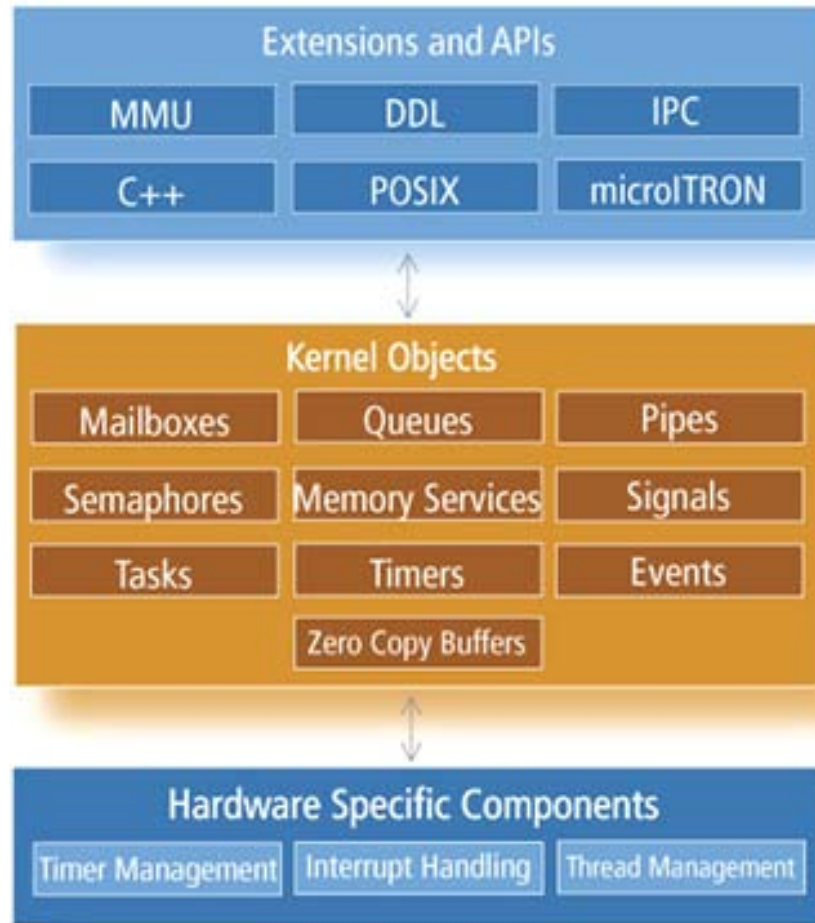 Extensions and APIs
MMU DDL IPC
C++ POSIX microITRON
Kernel Objects
Mailboxes Queues Pipes
Semaphores Memory Services Signals
Tasks Timers Events
Zero Copy Buffers
Hardware Specific Components
Timer Management Interrupt Handling Thread Management